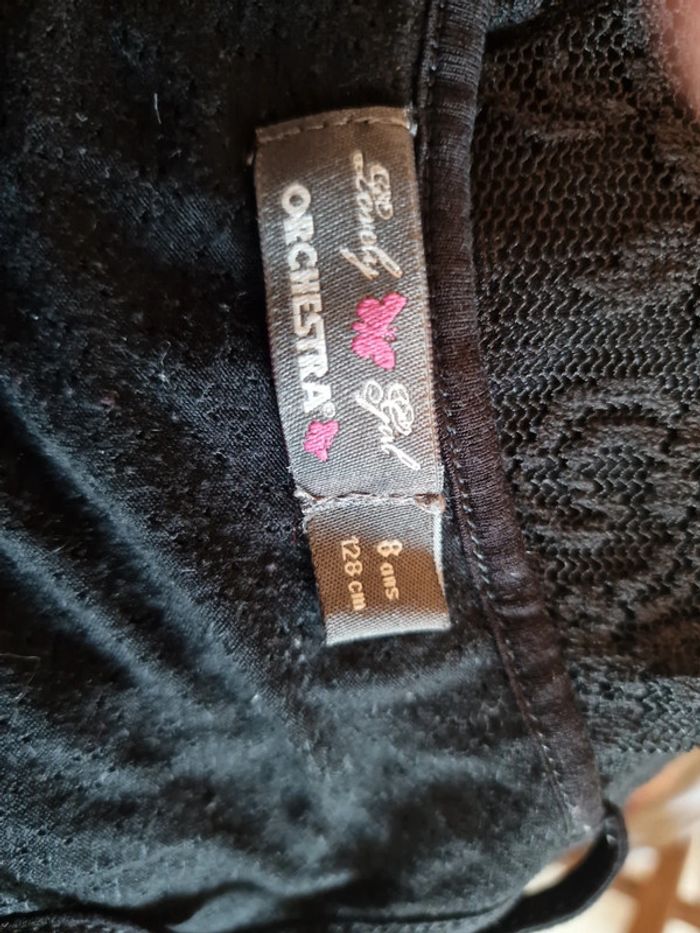 Lovely Girl
ORCHESTRA®
8 ans
128 cm